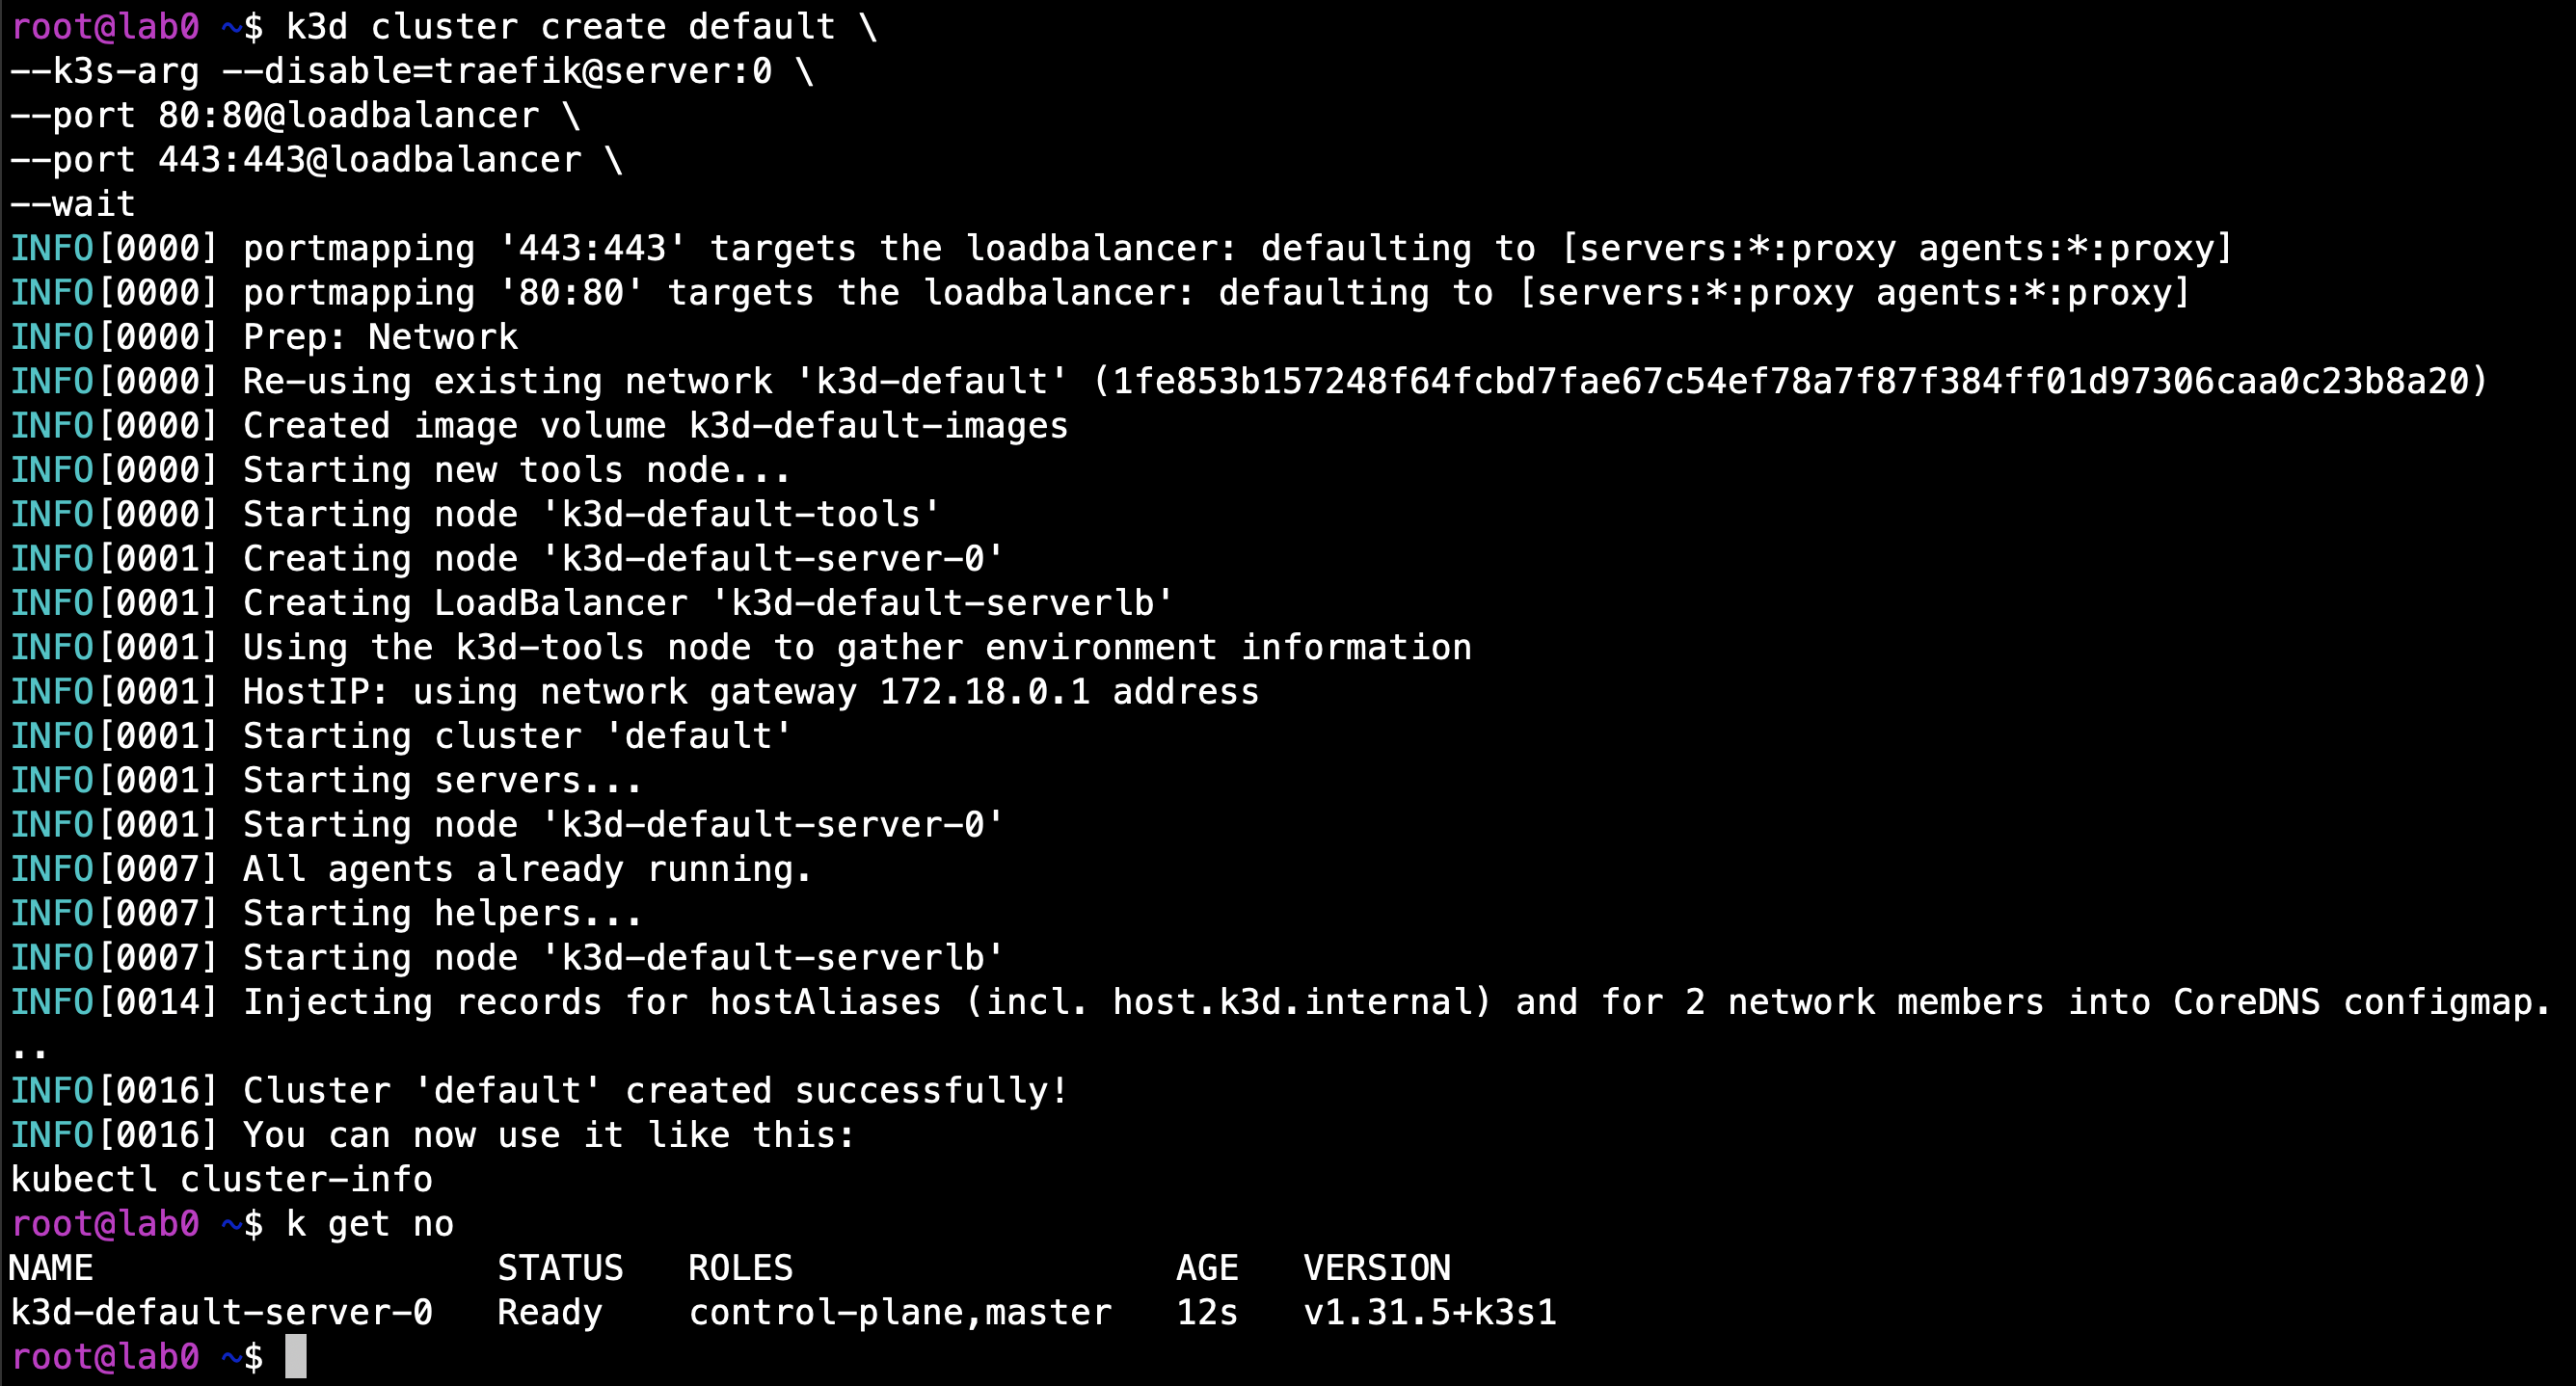 root@lab0 ~$ k3d cluster create default \
--k3s-arg --disable=traefik@server:0 \
--port 80:80@loadbalancer \
--port 443:443@loadbalancer \
--wait
INFO[0000] portmapping '443:443' targets the loadbalancer: defaulting to [servers:*:proxy agents:*:proxy]
INFO[0000] portmapping '80:80' targets the loadbalancer: defaulting to [servers:*:proxy agents:*:proxy]
INFO[0000] Prep: Network
INFO[0000] Re-using existing network 'k3d-default' (1fe853b157248f64fcbd7fae67c54ef78a7f87f384ff01d97306caa0c23b8a20)
INFO[0000] Created image volume k3d-default-images
INFO[0000] Starting new tools node...
INFO[0000] Starting node 'k3d-default-tools'
INFO[0001] Creating node 'k3d-default-server-0'
INFO[0001] Creating LoadBalancer 'k3d-default-serverlb'
INFO[0001] Using the k3d-tools node to gather environment information
INFO[0001] HostIP: using network gateway 172.18.0.1 address
INFO[0001] Starting cluster 'default'
INFO[0001] Starting servers...
INFO[0001] Starting node 'k3d-default-server-0'
INFO[0007] All agents already running.
INFO[0007] Starting helpers...
INFO[0007] Starting node 'k3d-default-serverlb'
INFO[0014] Injecting records for hostAliases (incl. host.k3d.internal) and for 2 network members into CoreDNS configmap.
..
INFO[0016] Cluster 'default' created successfully!
INFO[0016] You can now use it like this:
kubectl cluster-info
root@lab0 ~$ k get no
NAME                   STATUS   ROLES                  AGE   VERSION
k3d-default-server-0   Ready    control-plane,master   12s   v1.31.5+k3s1
root@lab0 ~$